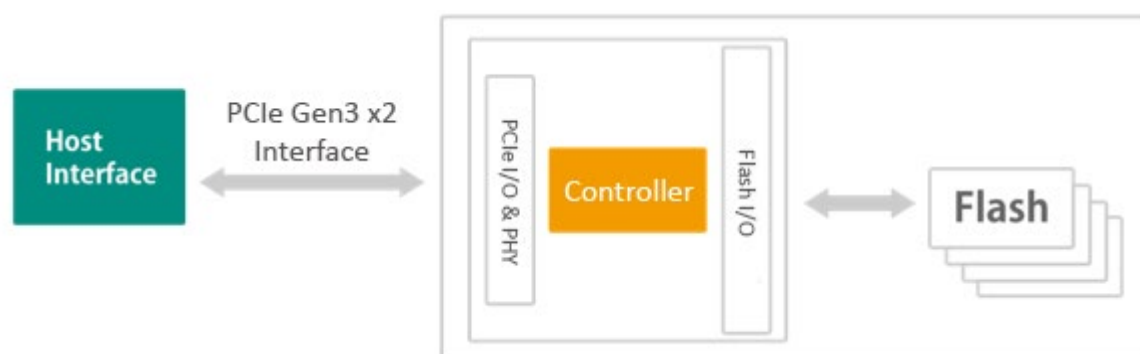 Host
Interface
PCIe Gen3 x2
Interface
PCIe I/O & PHY
Controller
Flash I/O
Flash